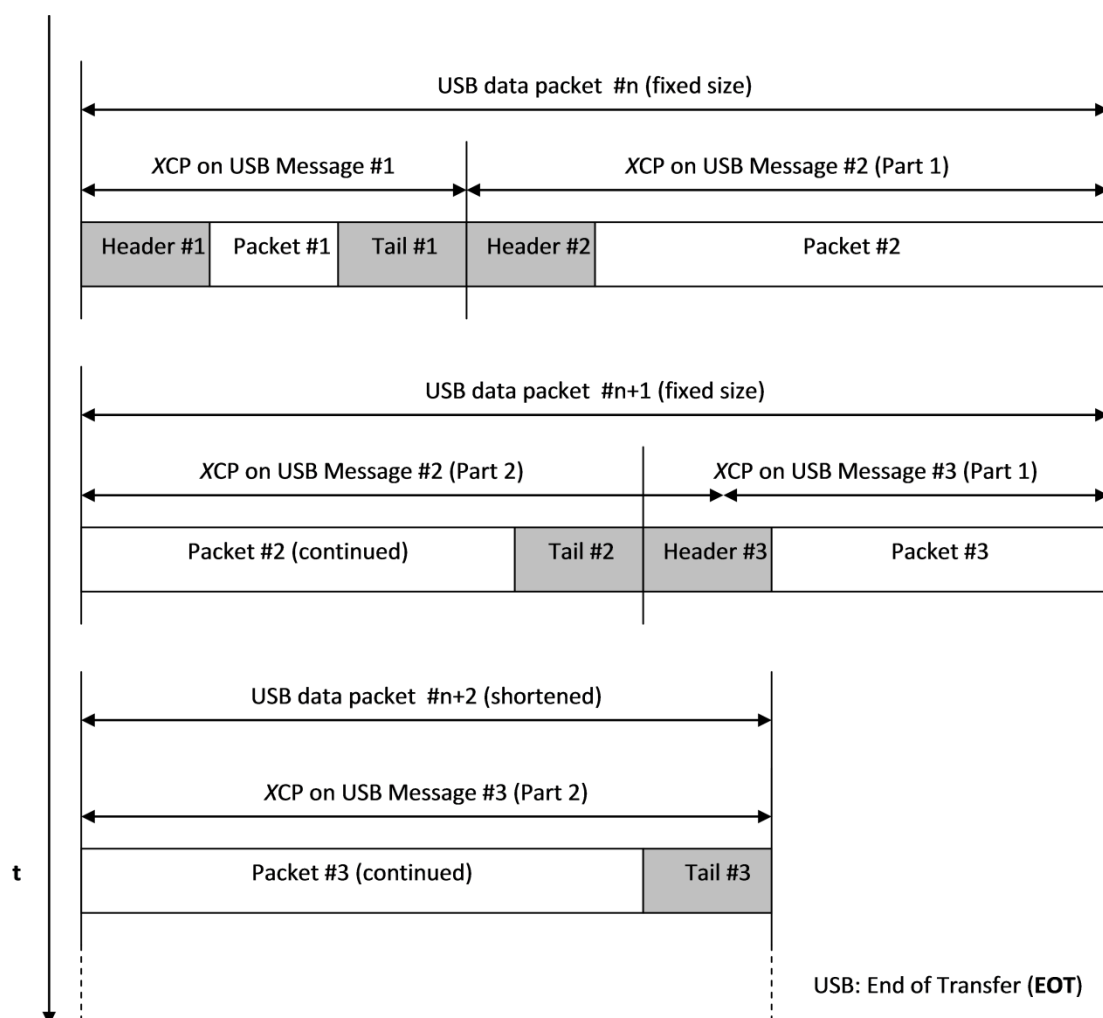 USB data packet #n (fixed size)
XCP on USB Message #1
XCP on USB Message #2 (Part 1)
Header #1
Packet #1
Tail #1
Header #2
Packet #2
USB data packet #n+1 (fixed size)
XCP on USB Message #2 (Part 2)
XCP on USB Message #3 (Part 1)
Packet #2 (continued)
Tail #2
Header #3
Packet #3
USB data packet #n+2 (shortened)
XCP on USB Message #3 (Part 2)
t
Packet #3 (continued)
Tail #3
USB: End of Transfer (EOT)